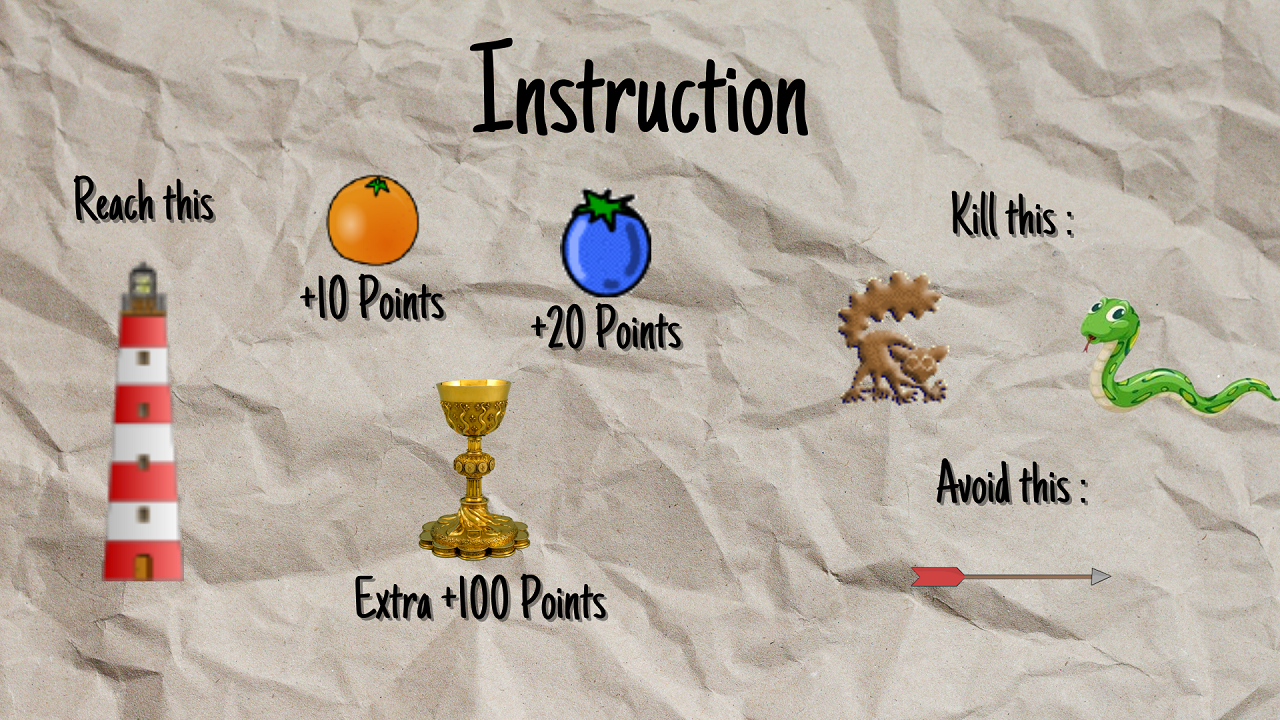 Instruction
Reach this
+10 Points
+20 Points
Extra +100 Points
Kill this :
Avoid this :